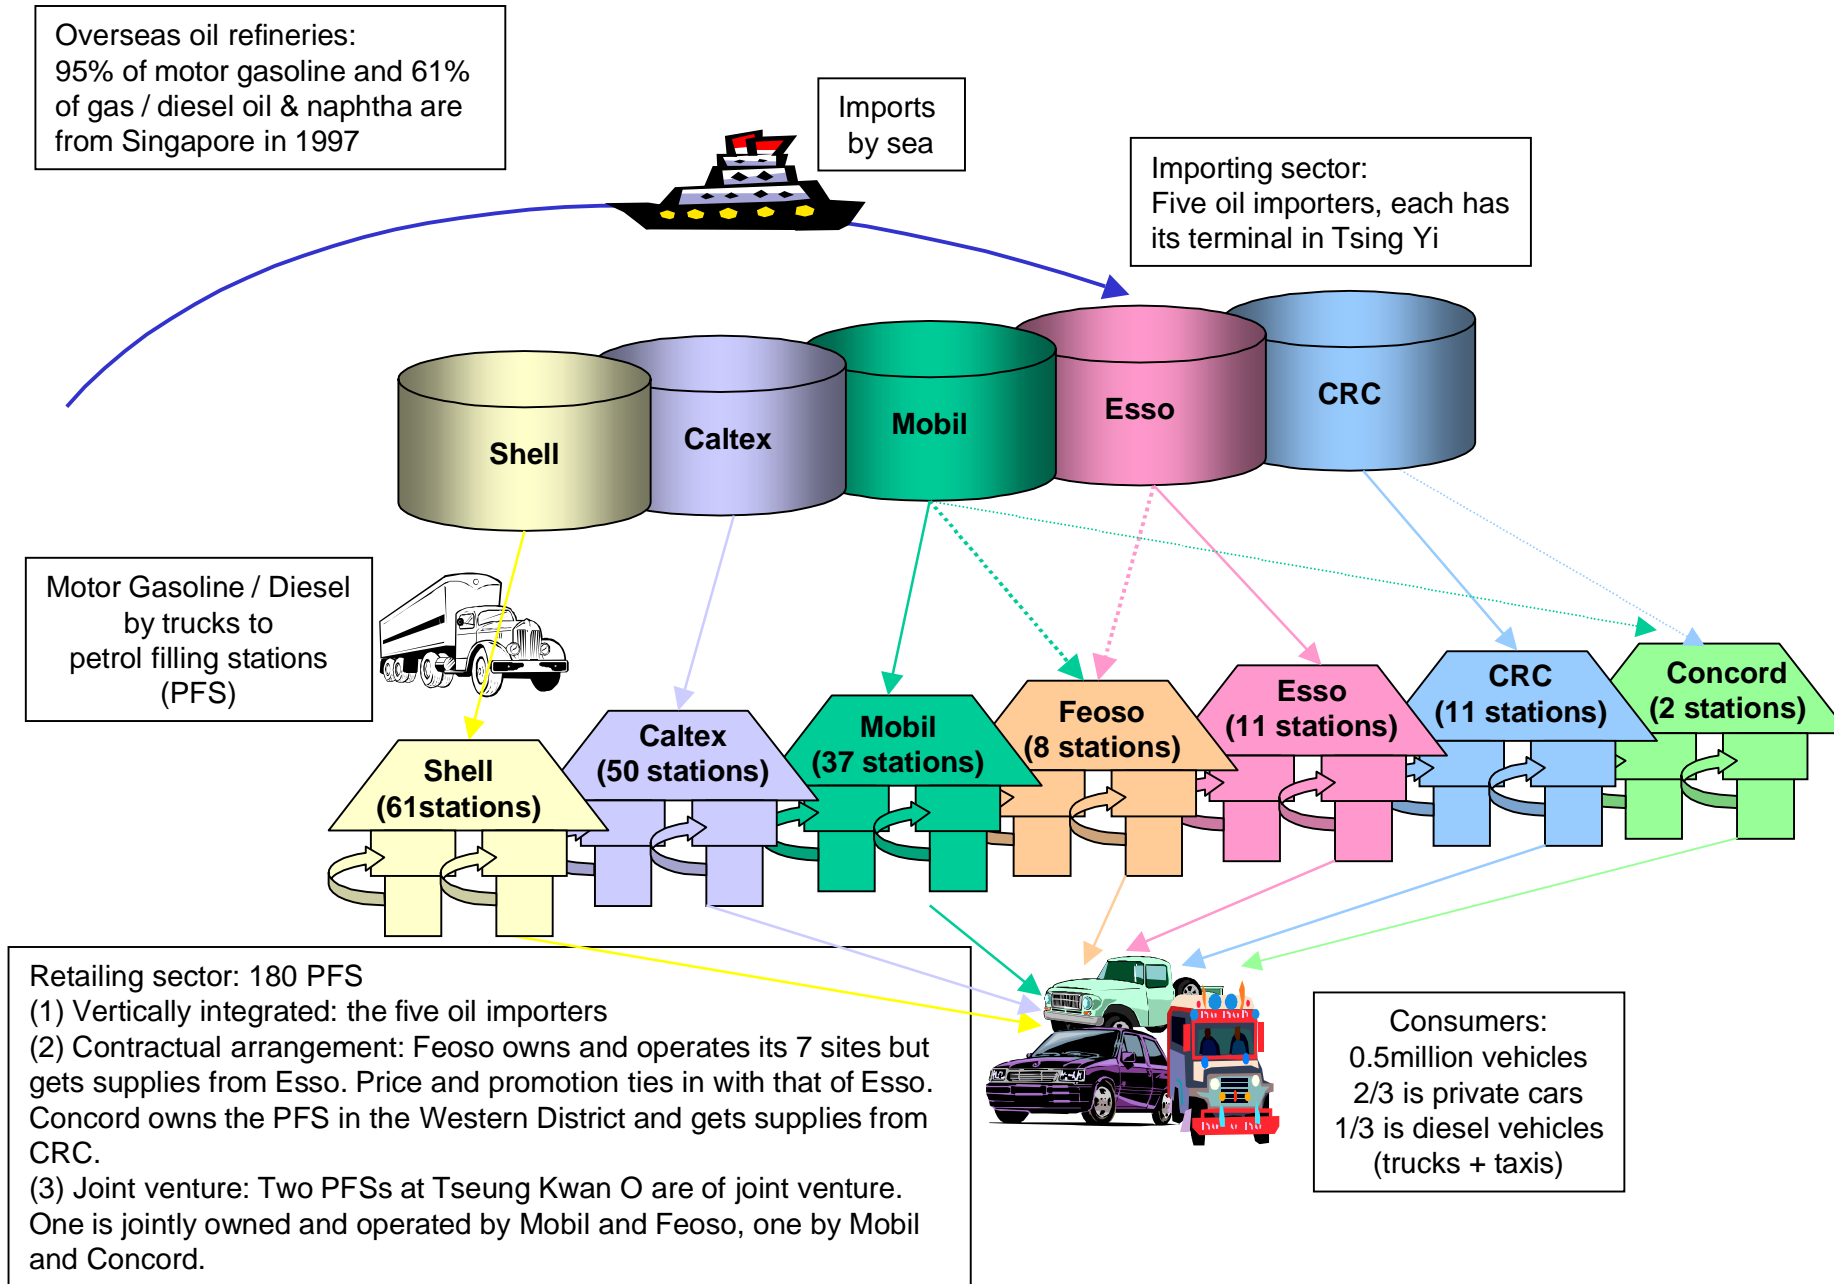 Overseas oil refineries:
95% of motor gasoline and 61%
of gas / diesel oil & naphtha are
from Singapore in 1997
Imports
by sea
Importing sector:
Five oil importers, each has
its terminal in Tsing Yi
Shell
Caltex
Mobil
Esso
CRC
Motor Gasoline / Diesel
by trucks to
petrol filling stations
(PFS)
Shell
(61stations)
Caltex
(50 stations)
Mobil
(37 stations)
Feoso
(8 stations)
Esso
(11 stations)
CRC
(11 stations)
Concord
(2 stations)
Retailing sector: 180 PFS
(1) Vertically integrated: the five oil importers
(2) Contractual arrangement: Feoso owns and operates its 7 sites but
gets supplies from Esso. Price and promotion ties in with that of Esso.
Concord owns the PFS in the Western District and gets supplies from
CRC.
(3) Joint venture: Two PFSs at Tseung Kwan O are of joint venture.
One is jointly owned and operated by Mobil and Feoso, one by Mobil
and Concord.
Consumers:
0.5million vehicles
2/3 is private cars
1/3 is diesel vehicles
(trucks + taxis)